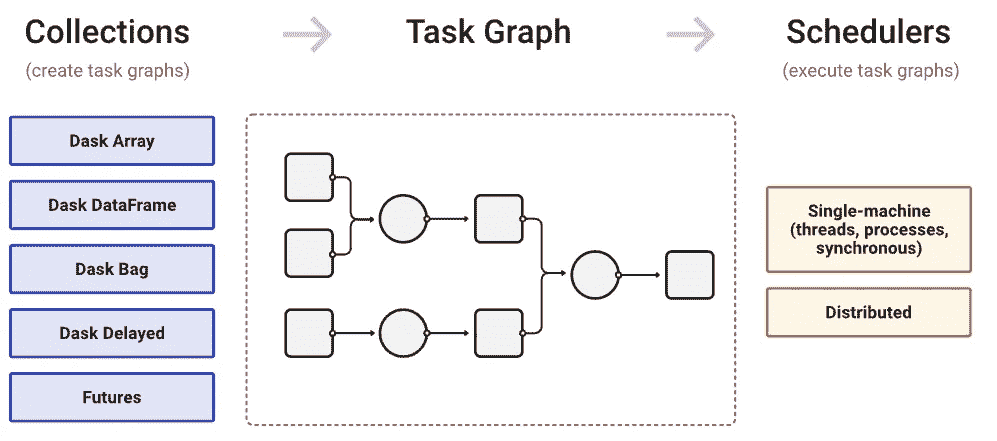 Collections
Task Graph
Schedulers
(create task graphs)
(execute task graphs)
Dask Array
Dask DataFrame
Dask Bag
Dask Delayed
Futures
Single-machine
(threads, processes,
synchronous)
Distributed